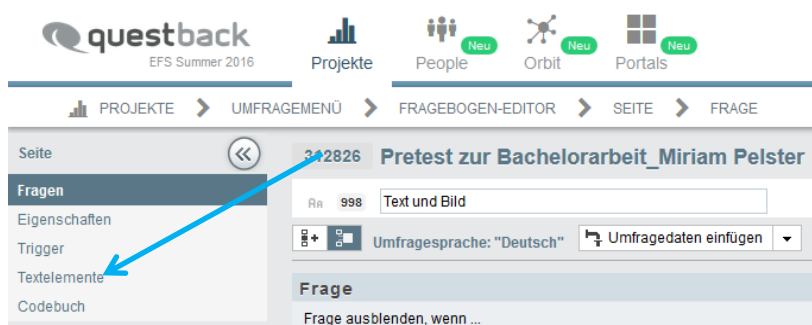 questback
EFS Summer 2016
Projekte
People Neu
Orbit Neu
Portals Neu
PROJEKTE UMFRAGEMENÜ FRAGEBOGEN-EDITOR SEITE FRAGE
Seite
Fragen
Eigenschaften
Trigger
Textelemente
Codebuch
312826 Pretest zur Bachelorarbeit_Miriam Pelster
Aa 998 Text und Bild
Umfragesprache: "Deutsch" Umfragedaten einfügen
Frage
Frage ausblenden, wenn ...